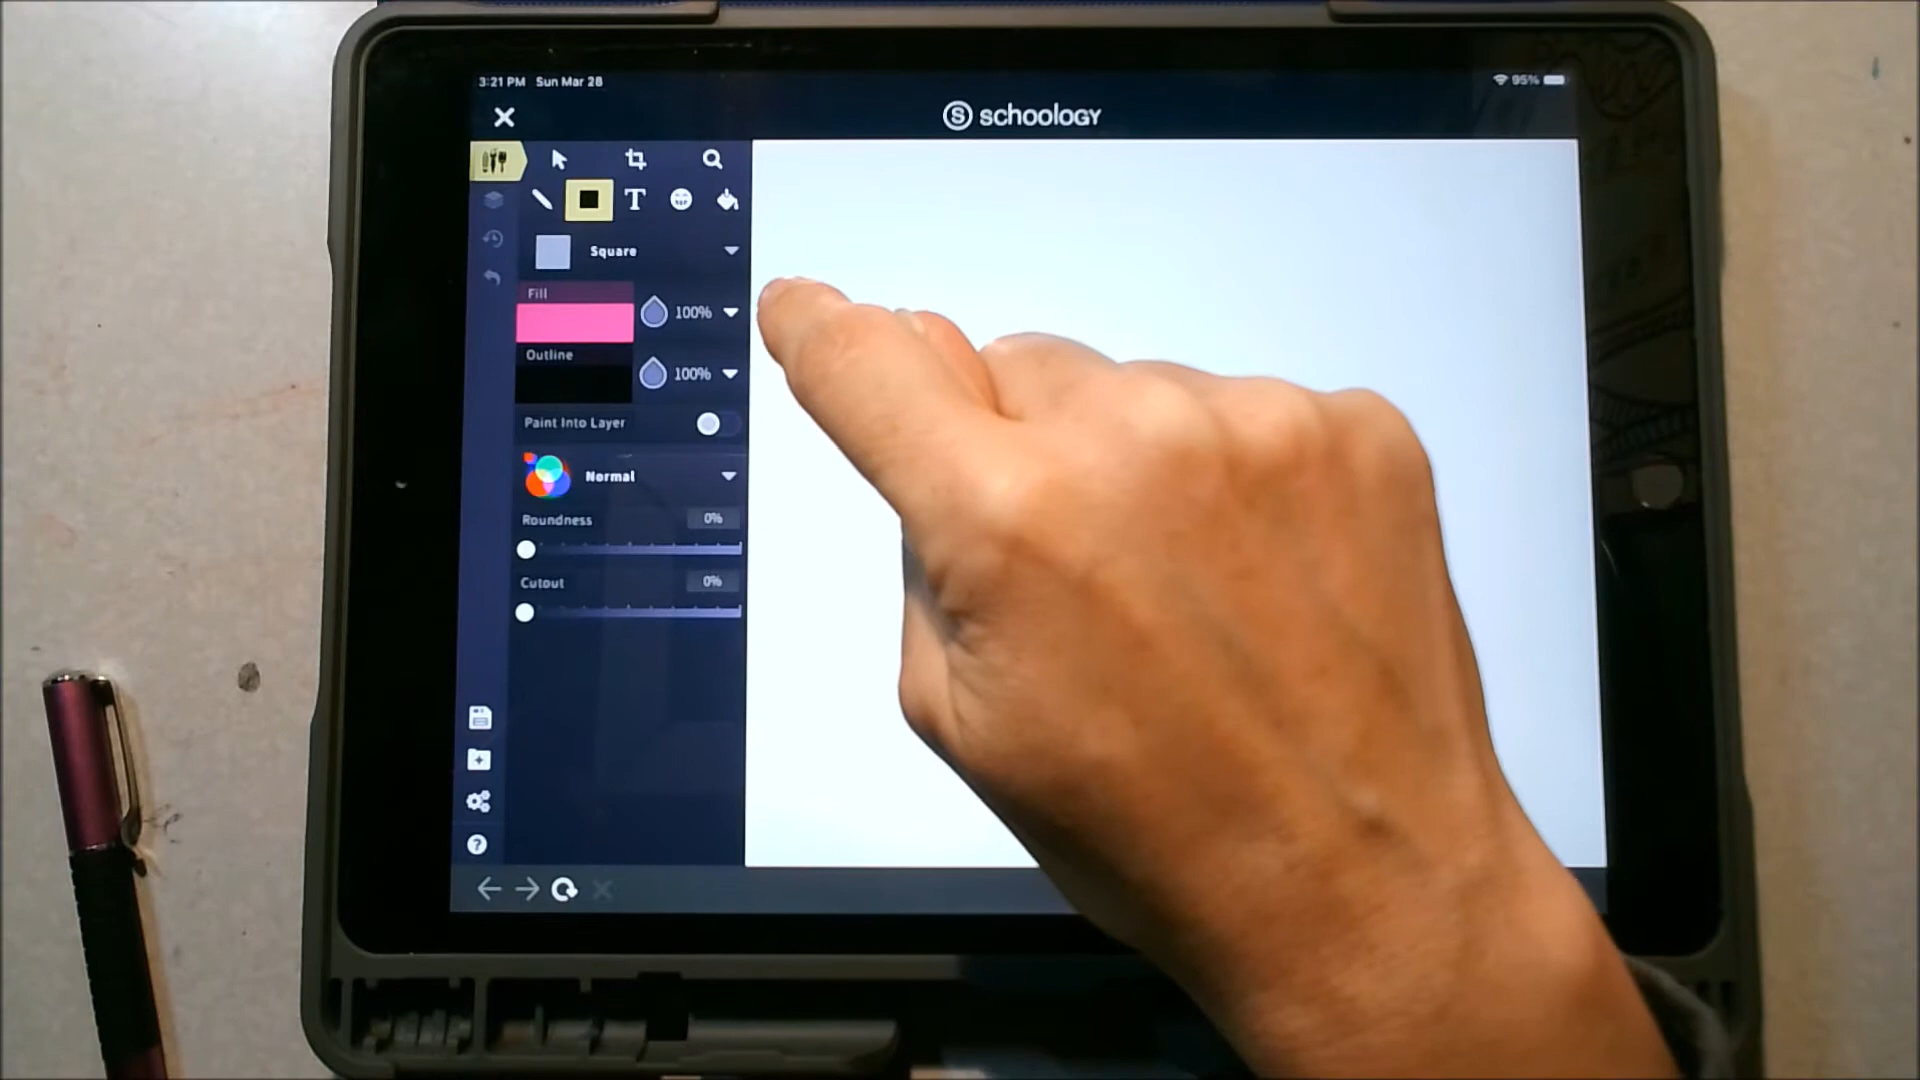 3:21 PM Sun Mar 28
95%
S schoology
T
Square
Fill
100%
Outline
100%
Paint Into Layer
Normal
Roundness
0%
Cutout
0%
?